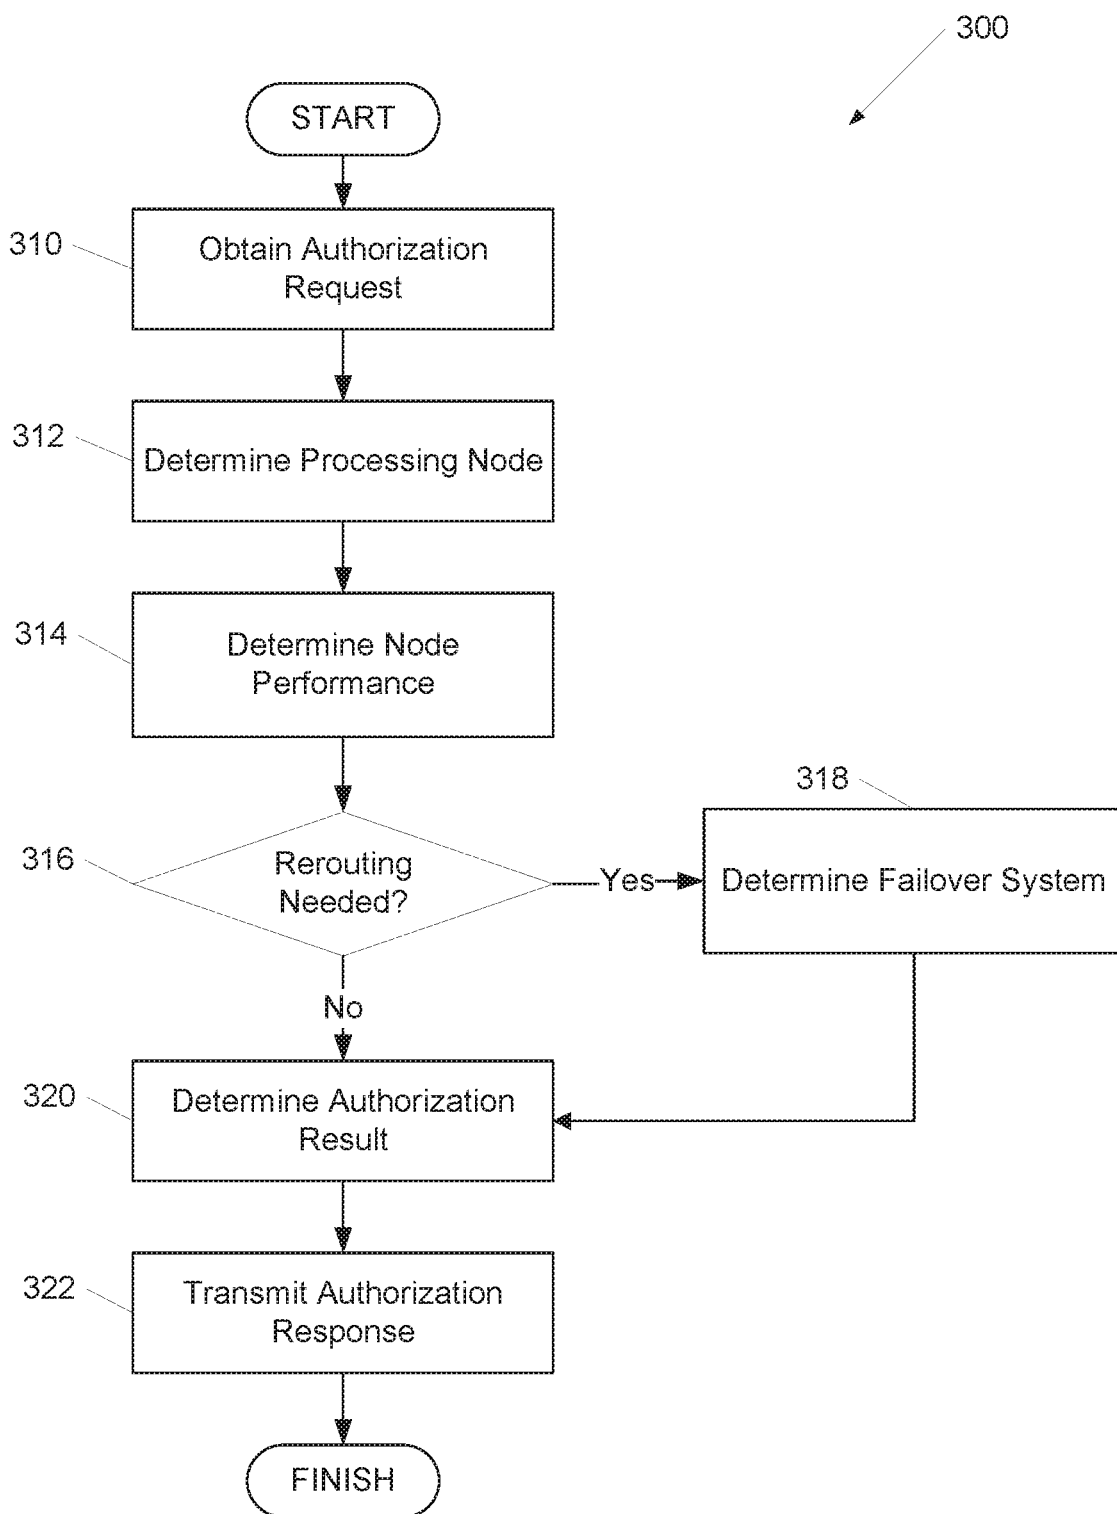 300
START
310
Obtain Authorization
Request
312
Determine Processing Node
314
Determine Node
Performance
318
316
Rerouting
Needed?
Yes
Determine Failover System
No
320
Determine Authorization
Result
322
Transmit Authorization
Response
FINISH